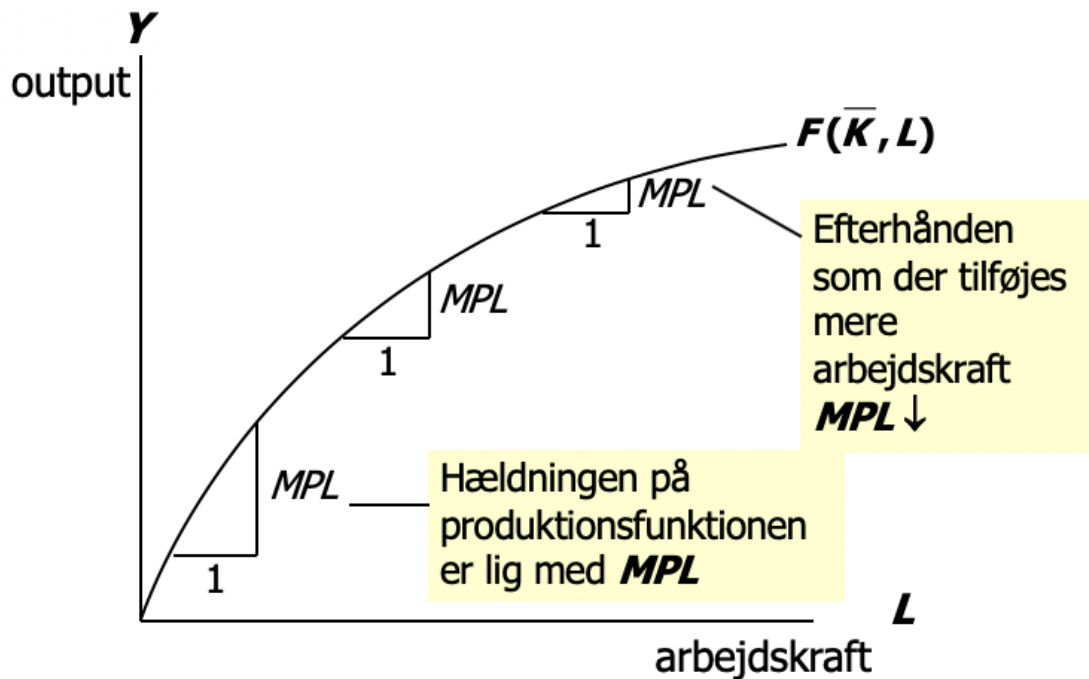 Y
output
F(K̅, L)
MPL
1
Efterhånden
som der tilføjes
mere
arbejdskraft
MPL ↓
MPL
1
MPL
1
Hældningen på
produktionsfunktionen
er lig med MPL
L
arbejdskraft